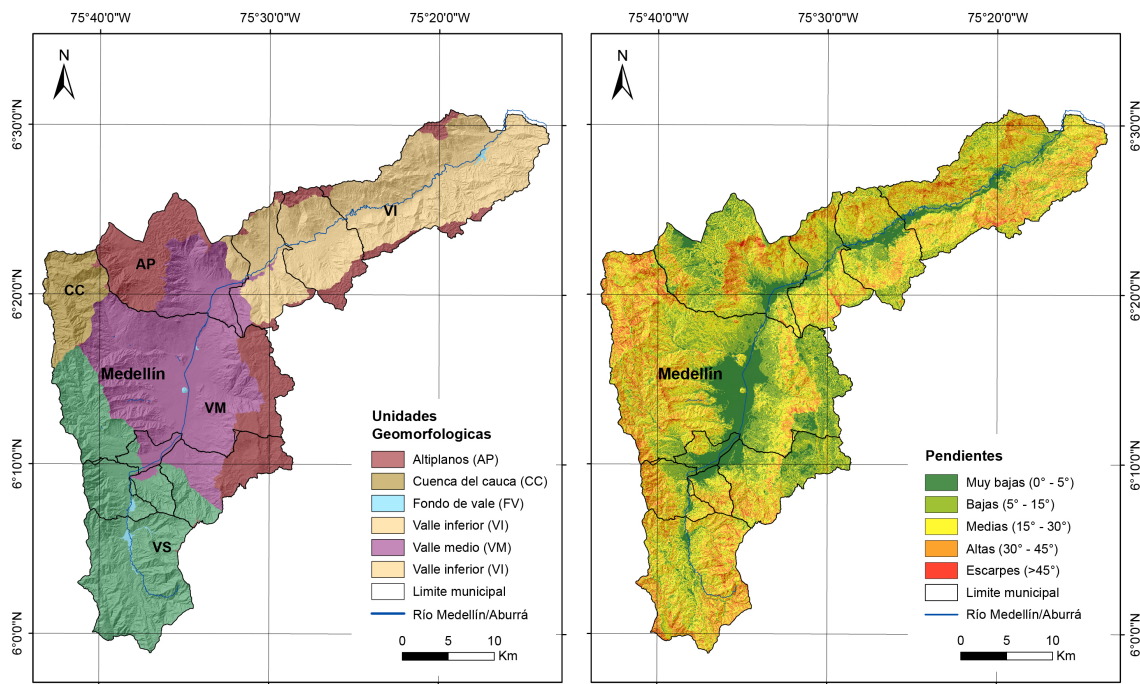 75°40'0"W 75°30'0"W 75°20'0"W
75°40'0"W 75°30'0"W 75°20'0"W
N
6°30'0"N
6°20'0"N
6°10'0"N
6°0'0"N
VI
AP
CC
Medellín
VM
VS
Unidades
Geomorfologicas
Altiplanos (AP)
Cuenca del cauca (CC)
Fondo de vale (FV)
Valle inferior (VI)
Valle medio (VM)
Valle inferior (VI)
Limite municipal
Río Medellín/Aburrá
0 5 10
Km
N
Medellín
Pendientes
Muy bajas (0° - 5°)
Bajas (5° - 15°)
Medias (15° - 30°)
Altas (30° - 45°)
Escarpes (>45°)
Limite municipal
Río Medellín/Aburrá
0 5 10
Km
6°30'0"N
6°20'0"N
6°10'0"N
6°0'0"N